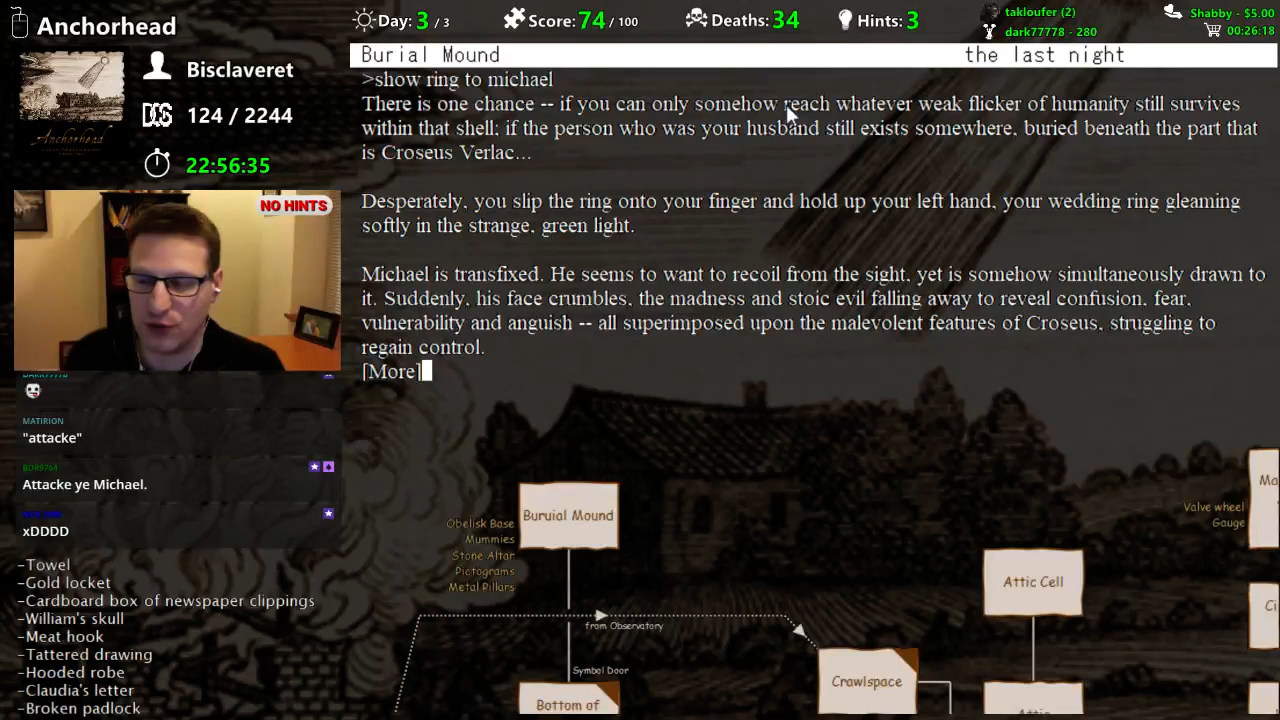 Anchorhead
Day: 3 / 3
Score: 74 / 100
Deaths: 34
Hints: 3
takloufer (2)
dark77778 - 280
Shabby - $5.00
00:26:18
Anchorhead
Bisclaveret
124 / 2244
22:56:35
NO HINTS
Burial Mound the last night
>show ring to michael
There is one chance -- if you can only somehow reach whatever weak flicker of humanity still survives
within that shell; if the person who was your husband still exists somewhere, buried beneath the part that
is Croseus Verlac...
Desperately, you slip the ring onto your finger and hold up your left hand, your wedding ring gleaming
softly in the strange, green light.
Michael is transfixed. He seems to want to recoil from the sight, yet is somehow simultaneously drawn to
it. Suddenly, his face crumbles, the madness and stoic evil falling away to reveal confusion, fear,
vulnerability and anguish -- all superimposed upon the malevolent features of Croseus, struggling to
regain control.
[More]
MATIRION
"attacke"
BDR9764
Attacke ye Michael.
xDDDD
-Towel
-Gold locket
-Cardboard box of newspaper clippings
-William's skull
-Meat hook
-Tattered drawing
-Hooded robe
-Claudia's letter
-Broken padlock
Buruial Mound
Obelisk Base
Mummies
Stone Altar
Pictograms
Metal Pillars
from Observatory
Symbol Door
Bottom of
Crawlspace
Attic Cell
Attic
Valve wheel
Gauge
Ma
Ci